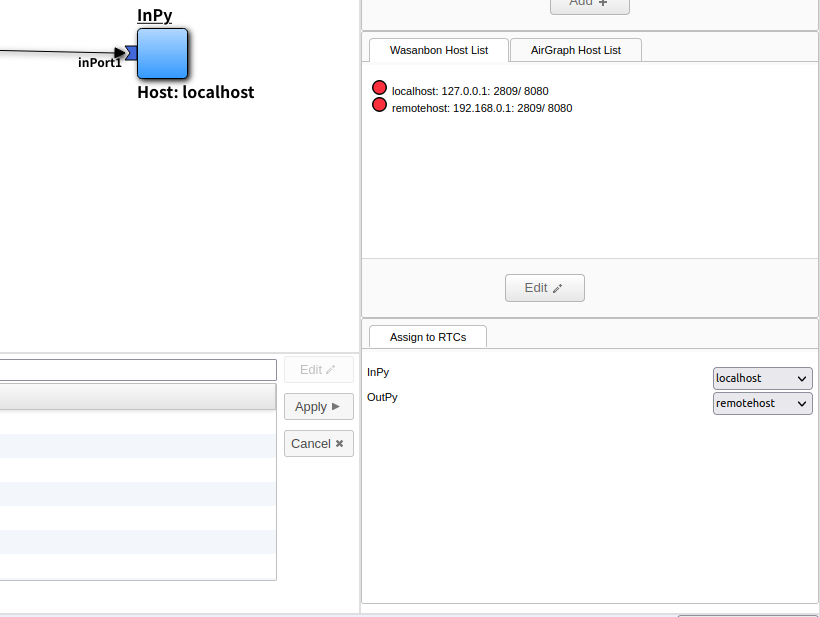 InPy
inPort1
Host: localhost
Add
Wasanbon Host List
AirGraph Host List
localhost: 127.0.0.1: 2809/ 8080
remotehost: 192.168.0.1: 2809/ 8080
Edit
Assign to RTCs
InPy
localhost
OutPy
remotehost
Edit
Apply
Cancel